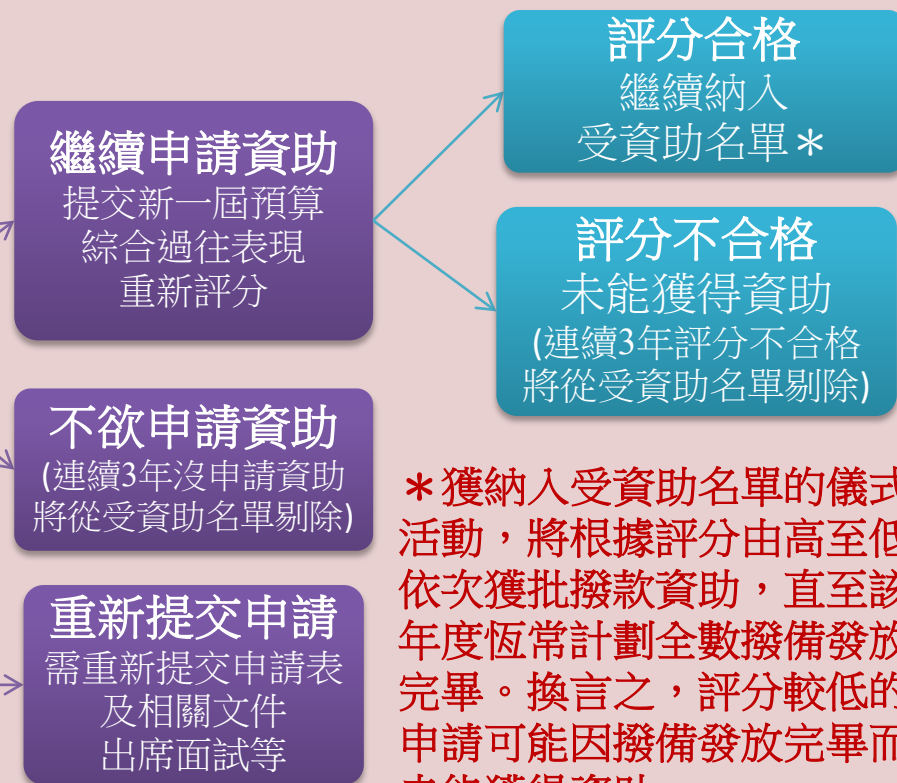 繼續申請資助
提交新一屆預算
綜合過往表現
重新評分
評分合格
繼續納入
受資助名單＊
評分不合格
未能獲得資助
(連續3年評分不合格
將從受資助名單剔除)
不欲申請資助
(連續3年沒申請資助
將從受資助名單剔除)
重新提交申請
需重新提交申請表
及相關文件
出席面試等
＊獲納入受資助名單的儀式
活動，將根據評分由高至低
依次獲批撥款資助，直至該
年度恆常計劃全數撥備發放
完畢。換言之，評分較低的
申請可能因撥備發放完畢而
未能獲得資助